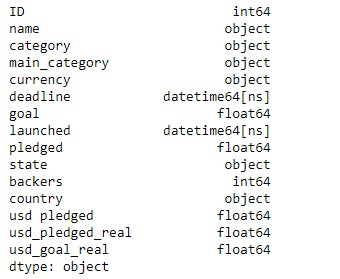 ID int64
name object
category object
main_category object
currency object
deadline datetime64[ns]
goal float64
launched datetime64[ns]
pledged float64
state object
backers int64
country object
usd pledged float64
usd_pledged_real float64
usd_goal_real float64
dtype: object